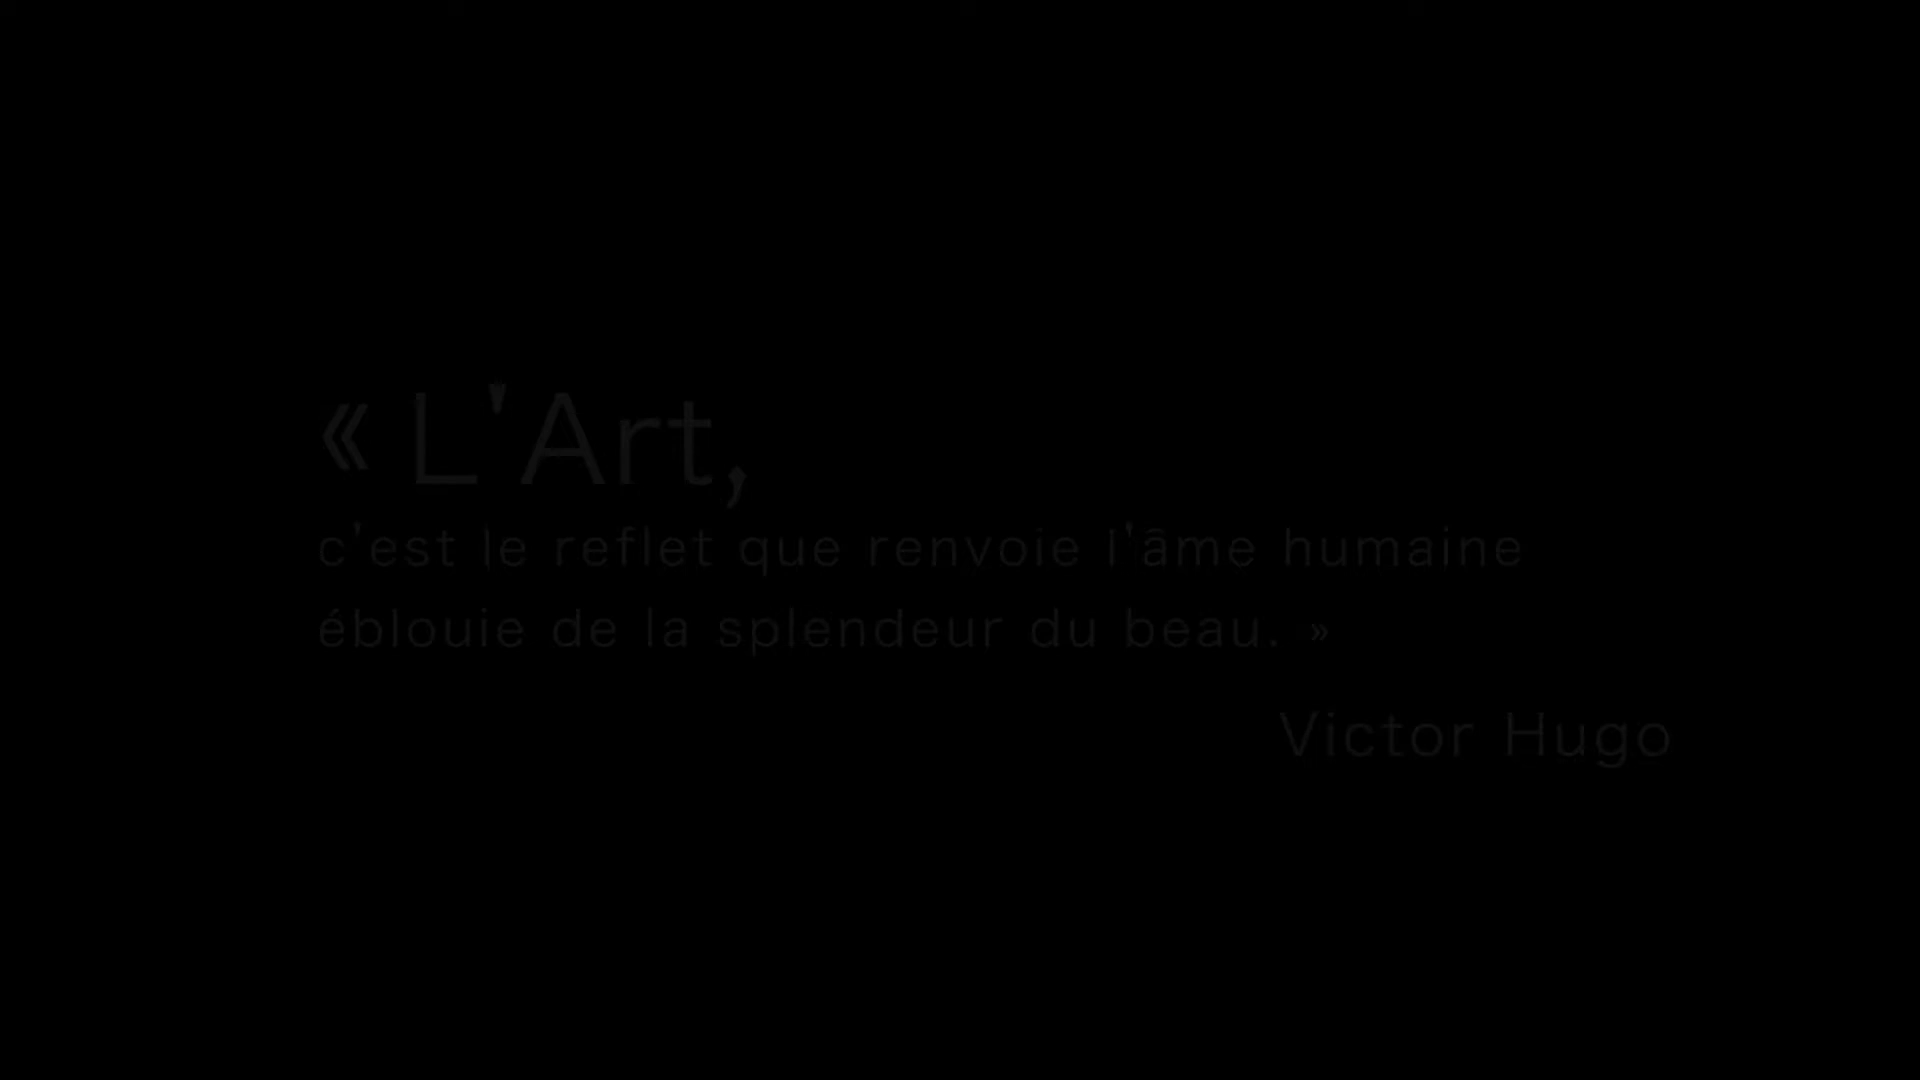 « L'Art,
c'est le reflet que renvoie l'âme humaine
éblouie de la splendeur du beau. »
Victor Hugo